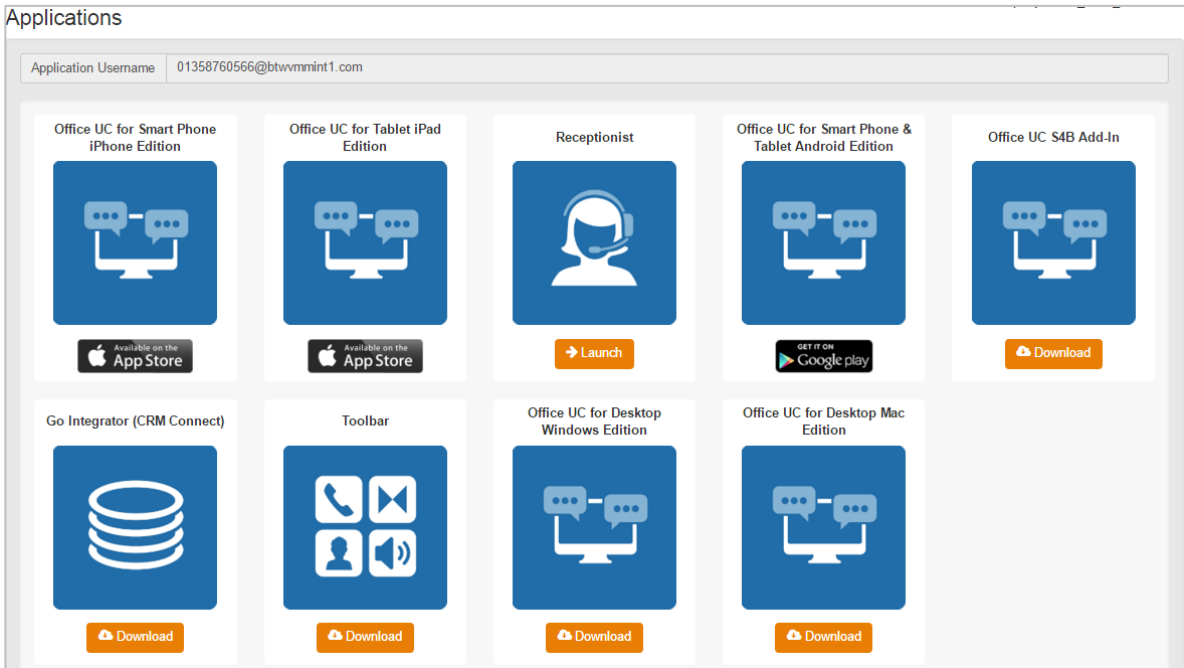 Applications
Application Username 01358760566@btwvmmint1.com
Office UC for Smart Phone
iPhone Edition
Available on the
App Store
Office UC for Tablet iPad
Edition
Available on the
App Store
Receptionist
Launch
Office UC for Smart Phone &
Tablet Android Edition
GET IT ON
Google play
Office UC S4B Add-In
Download
Go Integrator (CRM Connect)
Download
Toolbar
Download
Office UC for Desktop
Windows Edition
Download
Office UC for Desktop Mac
Edition
Download